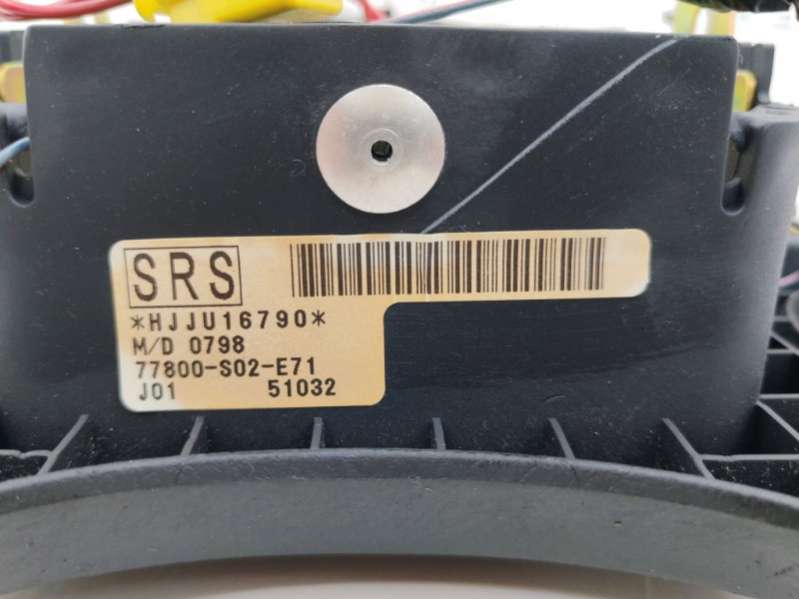 SRS
*HJJU16790*
M/D 0798
77800-S02-E71
J01 51032